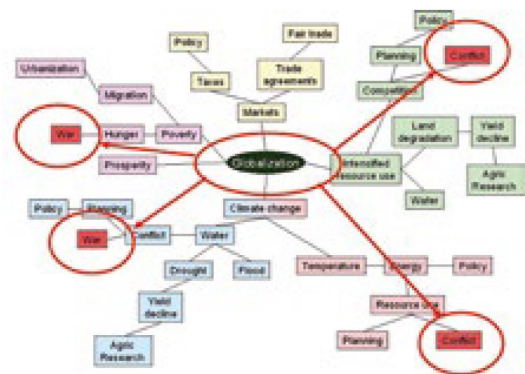 Policy
Fair trade
Taxes
Trade
agreements
Markets
Policy
Planning
Conflict
Competition
Urbanization
Migration
War
Hunger
Poverty
Prosperity
Globalization
Intensified
resource use
Land
degradation
Yield
decline
Water
Agric
Research
Climate change
Policy
Planning
War
Conflict
Water
Drought
Flood
Yield
decline
Agric
Research
Temperature
Energy
Policy
Resource use
Planning
Conflict